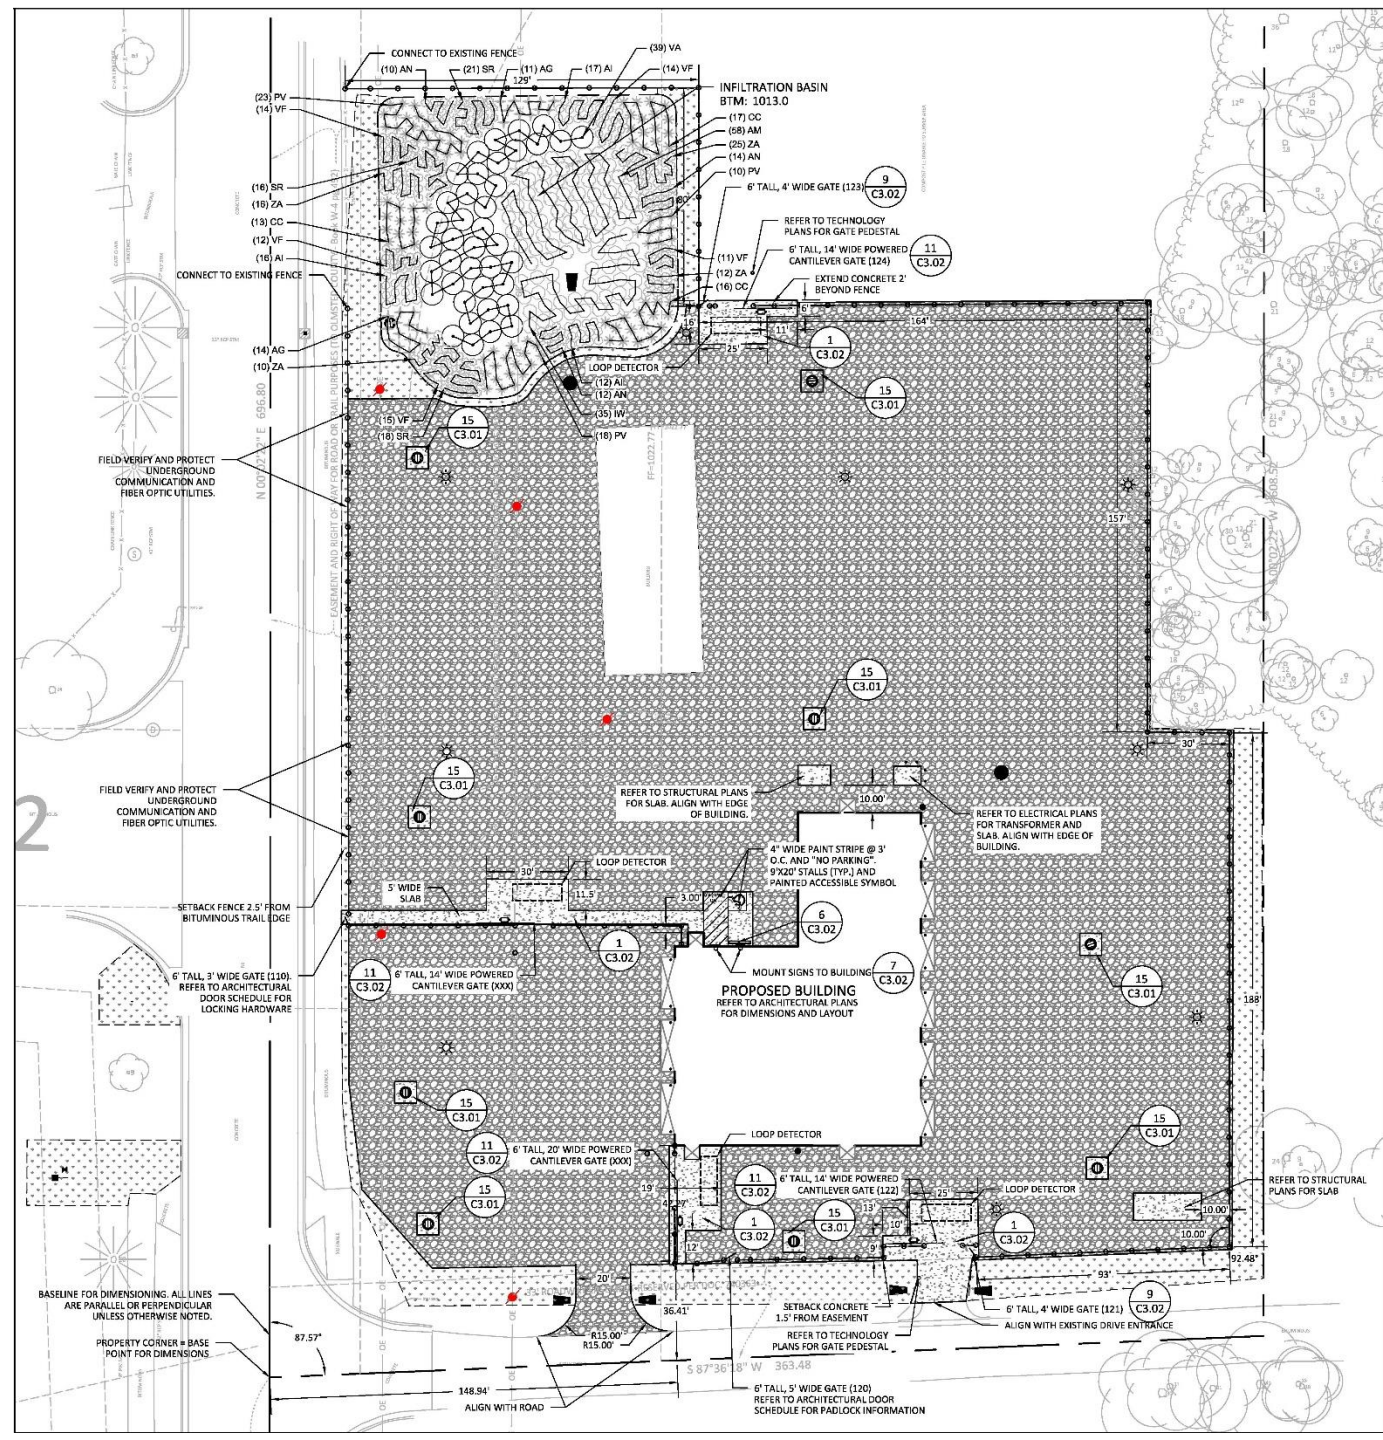 CONNECT TO EXISTING FENCE
(39) VA
(10) AN
(21) SR
(11) AG
(17) AI
(14) VF
129'
INFILTRATION BASIN
BTM: 1013.0
(23) PV
(14) VF
(17) CC
(58) AM
(25) ZA
(14) AN
(10) PV
6' TALL, 4' WIDE GATE (123)
9
C3.02
(16) SR
(16) ZA
(13) CC
(12) VF
(16) AI
REFER TO TECHNOLOGY
PLANS FOR GATE PEDESTAL
6' TALL, 14' WIDE POWERED
CANTILEVER GATE (124)
11
C3.02
(11) VF
(12) ZA
(16) CC
EXTEND CONCRETE 2'
BEYOND FENCE
CONNECT TO EXISTING FENCE
6'
16'
11'
25'
164'
(14) AG
(10) ZA
LOOP DETECTOR
1
C3.02
(12) AI
(12) AN
(35) IW
(18) PV
(15) VF
(18) SR
15
C3.01
15
C3.01
N 00°02'22" E 696.80
FF=1022.77
BUILDING
FIELD VERIFY AND PROTECT
UNDERGROUND
COMMUNICATION AND
FIBER OPTIC UTILITIES.
157'
15
C3.01
30'
15
C3.01
FIELD VERIFY AND PROTECT
UNDERGROUND
COMMUNICATION AND
FIBER OPTIC UTILITIES.
2
REFER TO STRUCTURAL PLANS
FOR SLAB. ALIGN WITH EDGE
OF BUILDING.
10.00'
REFER TO ELECTRICAL PLANS
FOR TRANSFORMER AND
SLAB. ALIGN WITH EDGE OF
BUILDING.
4" WIDE PAINT STRIPE @ 3'
O.C. AND "NO PARKING".
9'X20' STALLS (TYP.) AND
PAINTED ACCESSIBLE SYMBOL
LOOP DETECTOR
30'
11.5'
5' WIDE
SLAB
3.00'
SETBACK FENCE 2.5' FROM
BITUMINOUS TRAIL EDGE
6
C3.02
1
C3.02
6' TALL, 3' WIDE GATE (110).
REFER TO ARCHITECTURAL
DOOR SCHEDULE FOR
LOCKING HARDWARE
11
C3.02
6' TALL, 14' WIDE POWERED
CANTILEVER GATE (XXX)
MOUNT SIGNS TO BUILDING
7
C3.02
PROPOSED BUILDING
REFER TO ARCHITECTURAL PLANS
FOR DIMENSIONS AND LAYOUT
15
C3.01
188'
15
C3.01
11
C3.02
6' TALL, 20' WIDE POWERED
CANTILEVER GATE (XXX)
LOOP DETECTOR
15
C3.01
19'
11
C3.02
6' TALL, 14' WIDE POWERED
CANTILEVER GATE (122)
25'
LOOP DETECTOR
REFER TO STRUCTURAL
PLANS FOR SLAB
15
C3.01
1
C3.02
15
C3.01
13'
10'
9'
12'
1
C3.02
10.00'
10.00'
92.48°
93'
20'
36.41'
R15.00'
R15.00'
SETBACK CONCRETE
1.5' FROM EASEMENT
REFER TO TECHNOLOGY
PLANS FOR GATE PEDESTAL
6' TALL, 4' WIDE GATE (121)
9
C3.02
ALIGN WITH EXISTING DRIVE ENTRANCE
BASELINE FOR DIMENSIONING. ALL LINES
ARE PARALLEL OR PERPENDICULAR
UNLESS OTHERWISE NOTED.
PROPERTY CORNER = BASE
POINT FOR DIMENSIONS
87.57°
S 87°36'18" W 363.48
148.94'
ALIGN WITH ROAD
6' TALL, 5' WIDE GATE (120)
REFER TO ARCHITECTURAL DOOR
SCHEDULE FOR PADLOCK INFORMATION